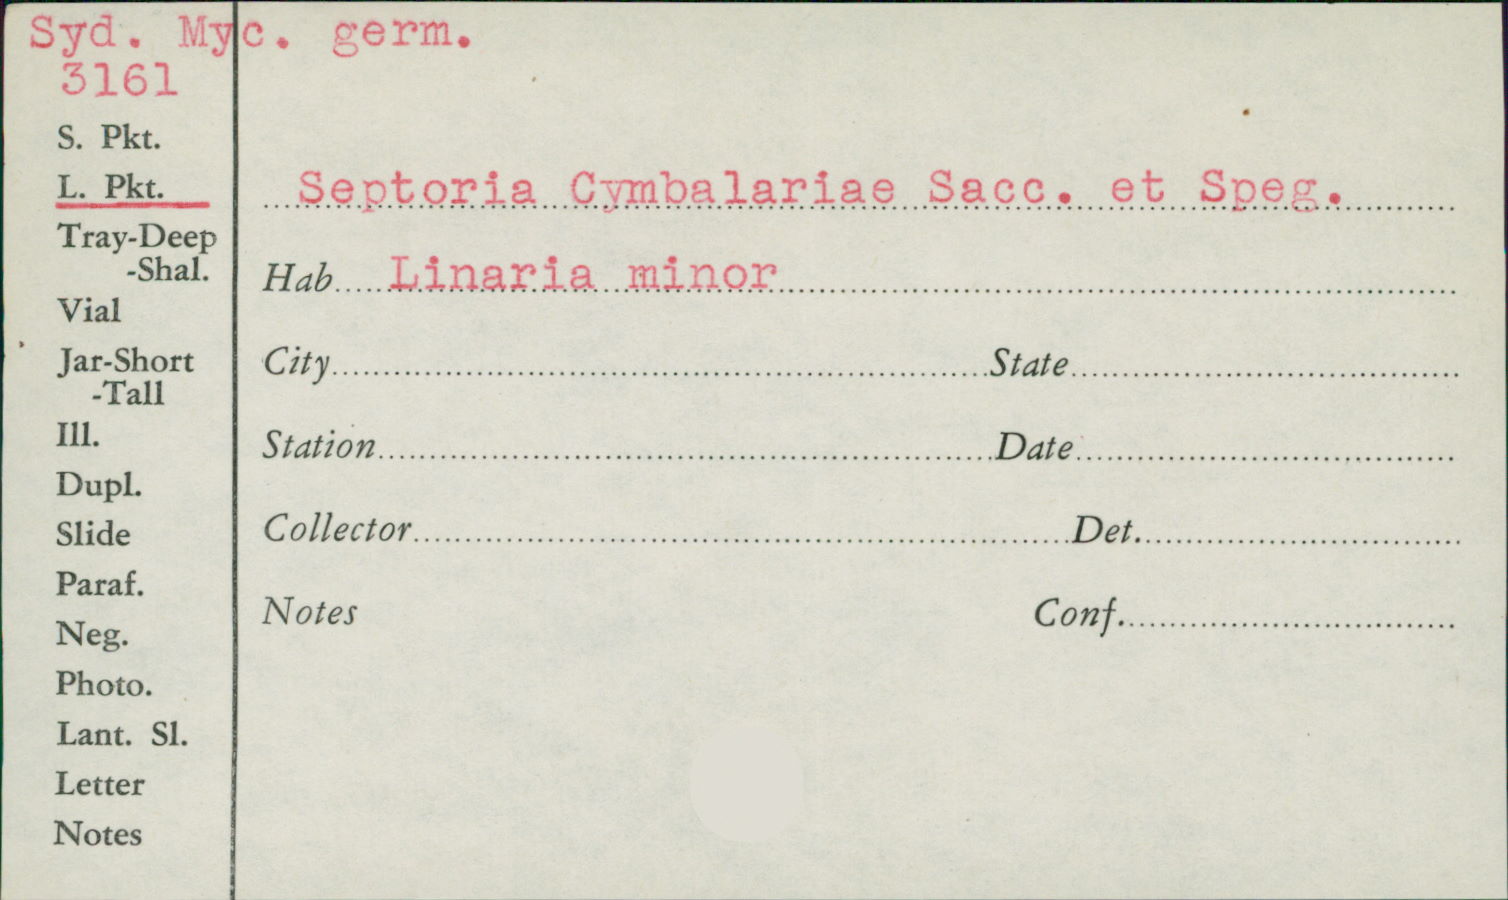 Syd. Myc. germ.
3161
S. Pkt.
L. Pkt.
Tray-Deep
-Shal.
Vial
Jar-Short
-Tall
Ill.
Dupl.
Slide
Paraf.
Neg.
Photo.
Lant. Sl.
Letter
Notes
Septoria Cymbalariae Sacc. et Speg.
Hab Linaria minor
City State
Station Date
Collector Det.
Notes Conf.